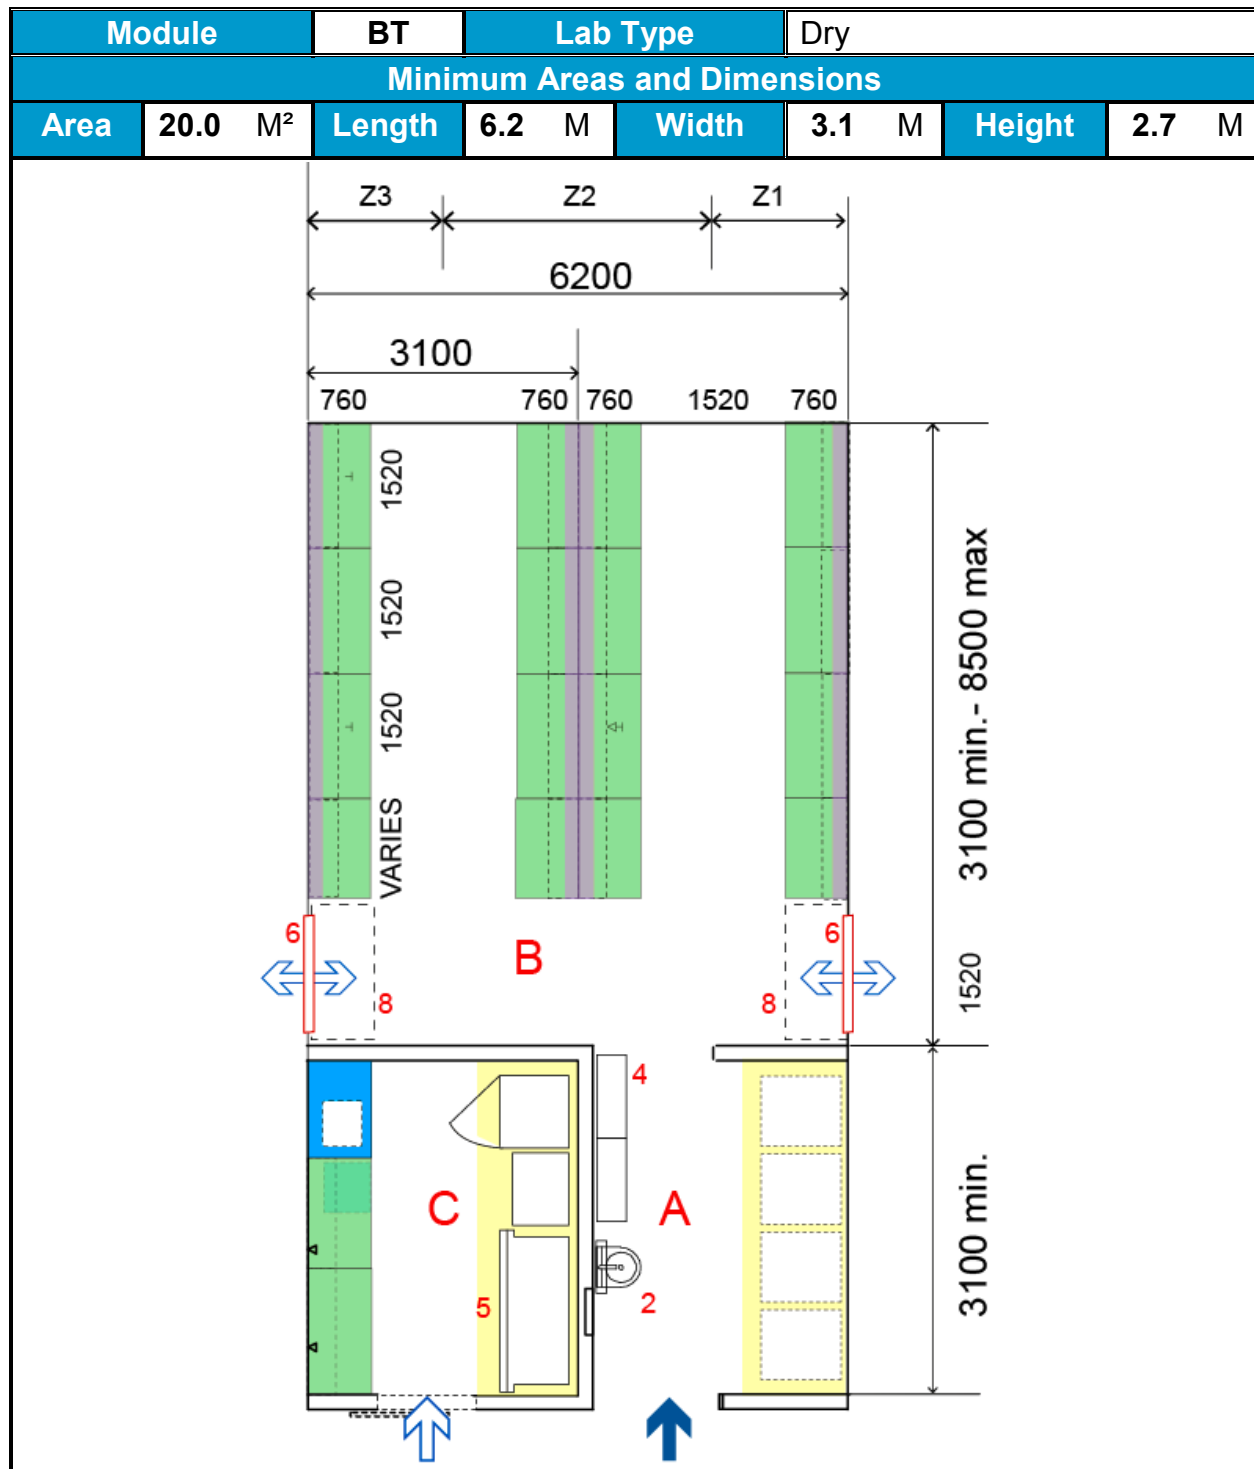 Module BT Lab Type Dry
Minimum Areas and Dimensions
Area 20.0 M² Length 6.2 M Width 3.1 M Height 2.7 M
Z3 Z2 Z1
6200
3100
760 760 760 1520 760
1520
1520
1520
VARIES
3100 min.- 8500 max
6 B 6
8 8 1520
4
C A
5 2
3100 min.